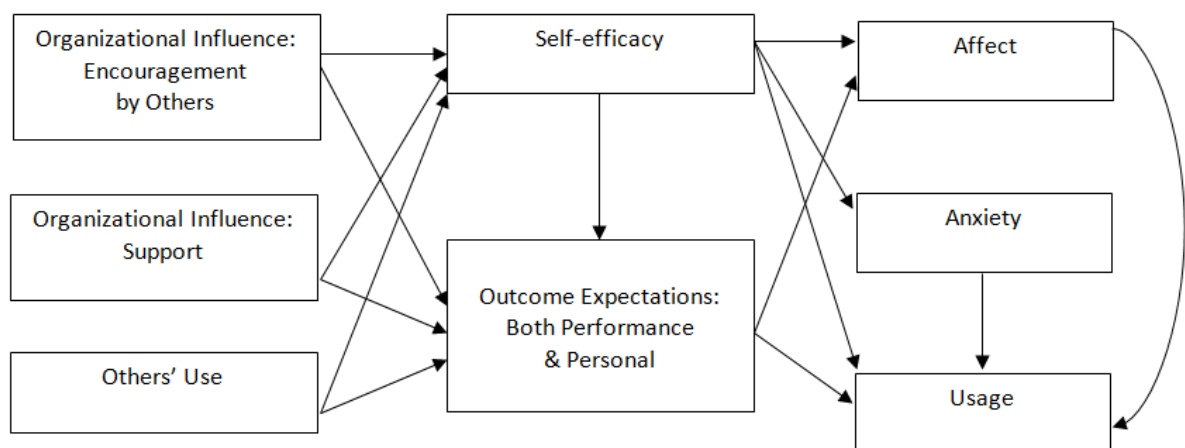 Organizational Influence:
Encouragement
by Others
Self-efficacy
Affect
Organizational Influence:
Support
Anxiety
Outcome Expectations:
Both Performance
& Personal
Others’ Use
Usage